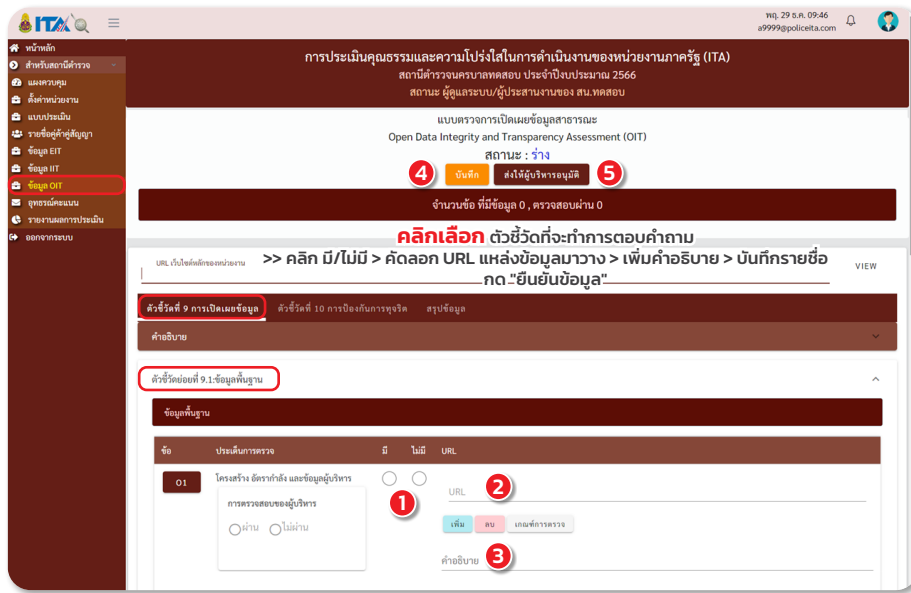 ITA
พฤ. 29 ธ.ค. 09:46
a9999@policeita.com
หน้าหลัก
สำหรับสถานีตำรวจ
แผงควบคุม
ตั้งค่าหน่วยงาน
แบบประเมิน
รายชื่อคู่ค้าคู่สัญญา
ข้อมูล EIT
ข้อมูล IIT
ข้อมูล OIT
อุทธรณ์คะแนน
รายงานผลการประเมิน
ออกจากระบบ
การประเมินคุณธรรมและความโปร่งใสในการดำเนินงานของหน่วยงานภาครัฐ (ITA)
สถานีตำรวจนครบาลทดสอบ ประจำปีงบประมาณ 2566
สถานะ ผู้ดูแลระบบ/ผู้ประสานงานของ สน.ทดสอบ
แบบตรวจการเปิดเผยข้อมูลสาธารณะ
Open Data Integrity and Transparency Assessment (OIT)
สถานะ : ร่าง
4 บันทึก ส่งให้ผู้บริหารอนุมัติ 5
จำนวนข้อ ที่มีข้อมูล 0 , ตรวจสอบผ่าน 0
คลิกเลือก ตัวชี้วัดที่จะทำการตอบคำถาม
URL เว็บไซต์หลักของหน่วยงาน >> คลิก มี/ไม่มี > คัดลอก URL แหล่งข้อมูลมาวาง > เพิ่มคำอธิบาย > บันทึกรายชื่อ VIEW
กด "ยืนยันข้อมูล"
ตัวชี้วัดที่ 9 การเปิดเผยข้อมูล ตัวชี้วัดที่ 10 การป้องกันการทุจริต สรุปข้อมูล
คำอธิบาย
ตัวชี้วัดย่อยที่ 9.1:ข้อมูลพื้นฐาน
ข้อมูลพื้นฐาน
ข้อ ประเด็นการตรวจ มี ไม่มี URL
O1 โครงสร้าง อัตรากำลัง และข้อมูลผู้บริหาร
1 URL 2
การตรวจสอบของผู้บริหาร
ผ่าน ไม่ผ่าน
เพิ่ม ลบ เกณฑ์การตรวจ
คำอธิบาย 3